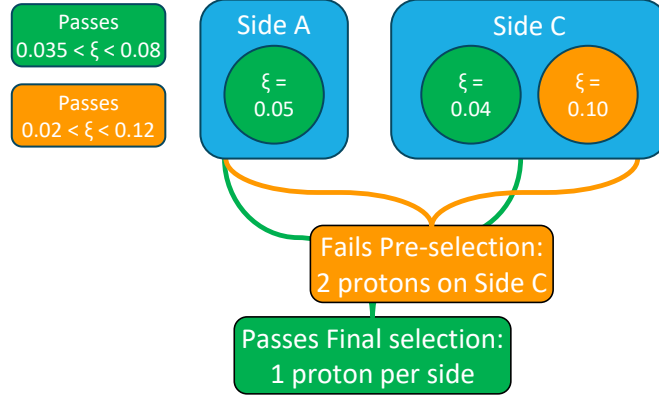 Passes
0.035 < ξ < 0.08
Passes
0.02 < ξ < 0.12
Side A
ξ =
0.05
Side C
ξ =
0.04
ξ =
0.10
Fails Pre-selection:
2 protons on Side C
Passes Final selection:
1 proton per side